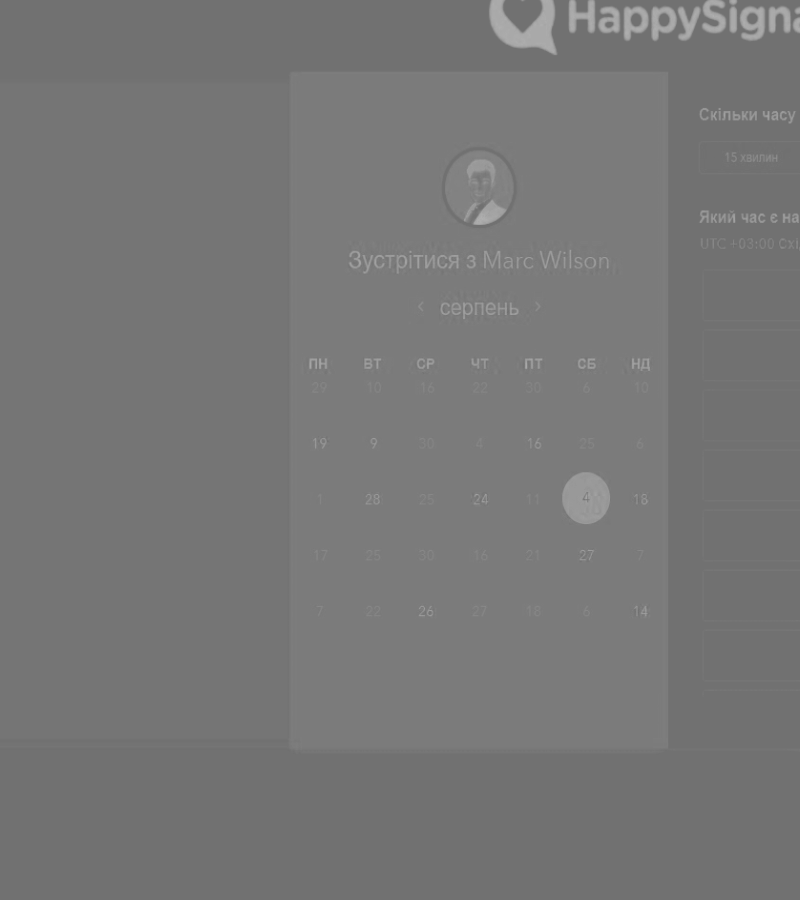 HappySigna
Зустрітися з Marc Wilson
серпень
ПН ВТ СР ЧТ ПТ СБ НД
29 10 16 22 30 6 10
19 9 30 4 16 25 6
1 28 25 24 11 4 18
17 25 30 16 21 27 7
7 22 26 27 18 6 14
Скільки часу
15 хвилин
Який час є на
UTC +03:00 Схі